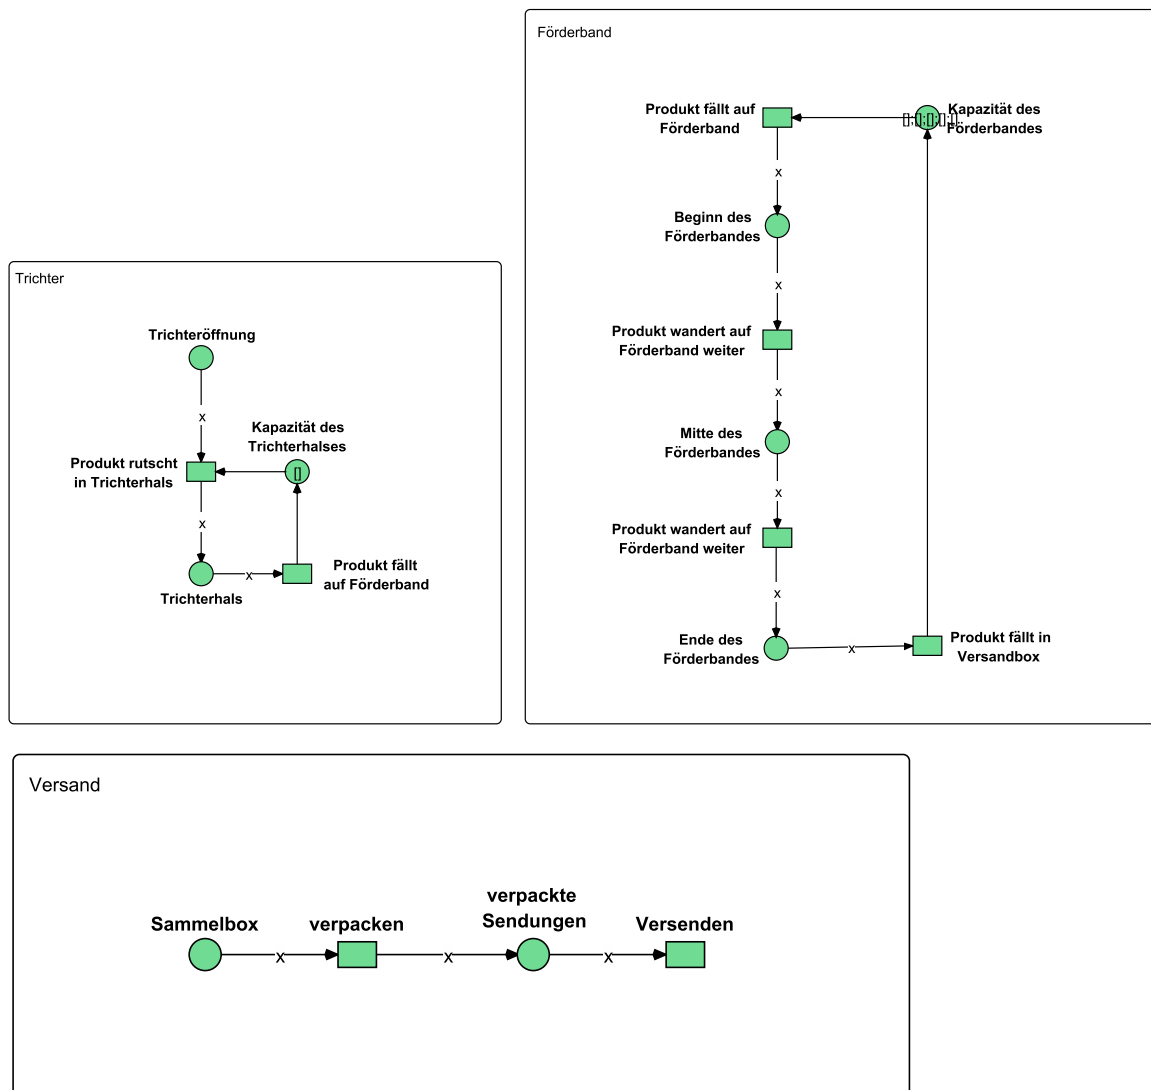 Förderband
Produkt fällt auf
Förderband
[];[];[];[];[]
Kapazität des
Förderbandes
x
Beginn des
Förderbandes
x
Produkt wandert auf
Förderband weiter
x
Mitte des
Förderbandes
x
Produkt wandert auf
Förderband weiter
x
Ende des
Förderbandes
x
Produkt fällt in
Versandbox
Trichter
Trichteröffnung
x
Kapazität des
Trichterhalses
[]
Produkt rutscht
in Trichterhals
x
Trichterhals
x
Produkt fällt
auf Förderband
Versand
Sammelbox
x
verpacken
x
verpackte
Sendungen
x
Versenden